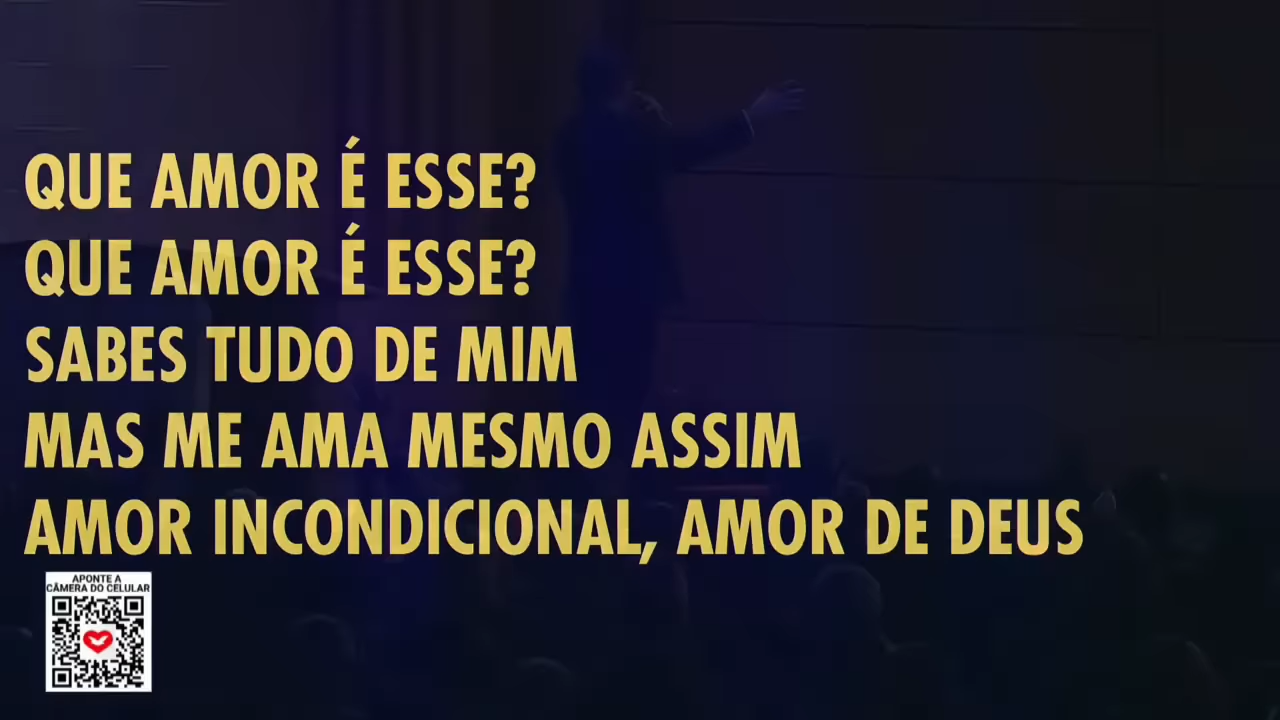 QUE AMOR É ESSE?
QUE AMOR É ESSE?
SABES TUDO DE MIM
MAS ME AMA MESMO ASSIM
AMOR INCONDICIONAL, AMOR DE DEUS
APONTE A
CÂMERA DO CELULAR